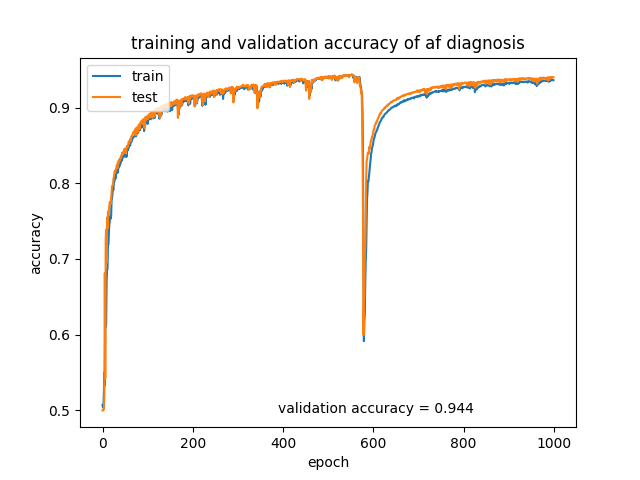 training and validation accuracy of af diagnosis
train
test
0.9
0.8
0.7
0.6
0.5
accuracy
validation accuracy = 0.944
0 200 400 600 800 1000
epoch